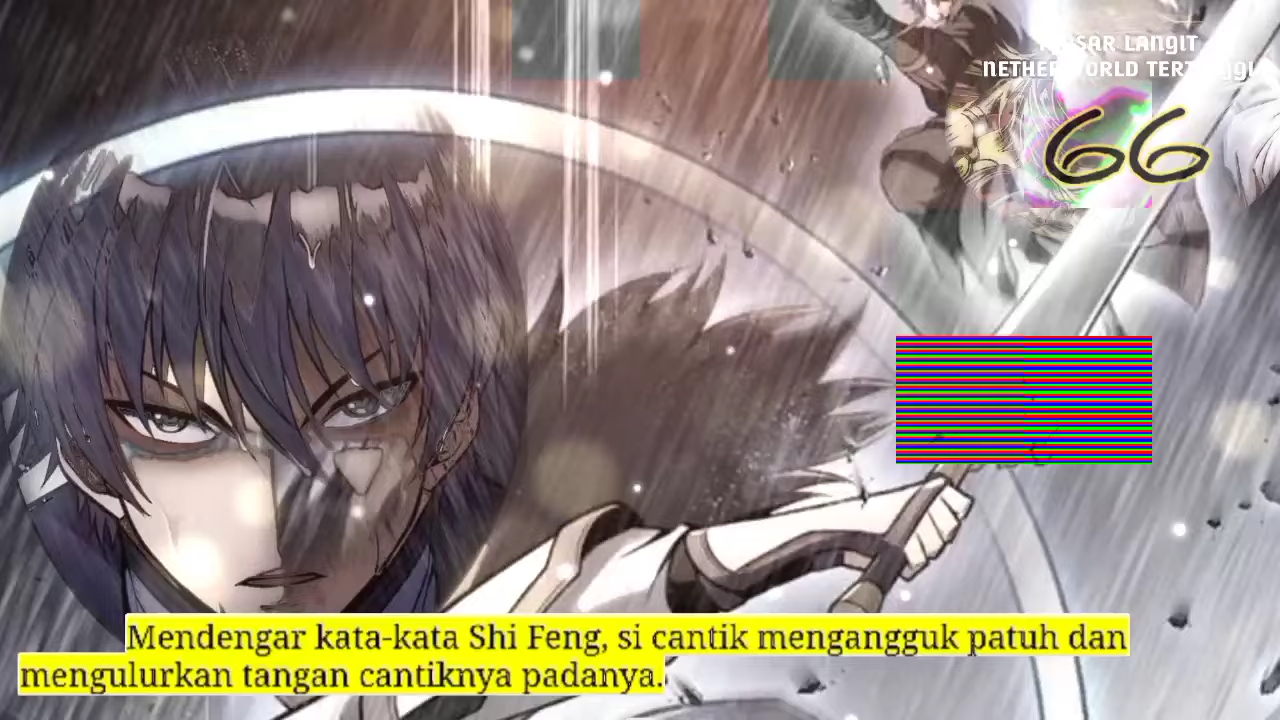 LANGIT
66
Mendengar kata-kata Shi Feng, si cantik mengangguk patuh dan
mengulurkan tangan cantiknya padanya.